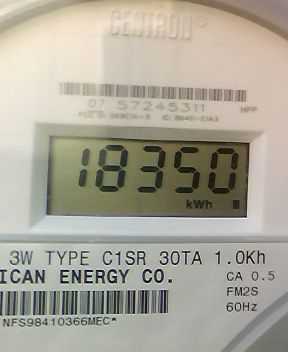 CENTRON®
07 57245311 HPP
18350
kWh
3W TYPE C1SR 30TA 1.0Kh
ICAN ENERGY CO.
CA 0.5
FM2S
60Hz
NFS98410366MEC*